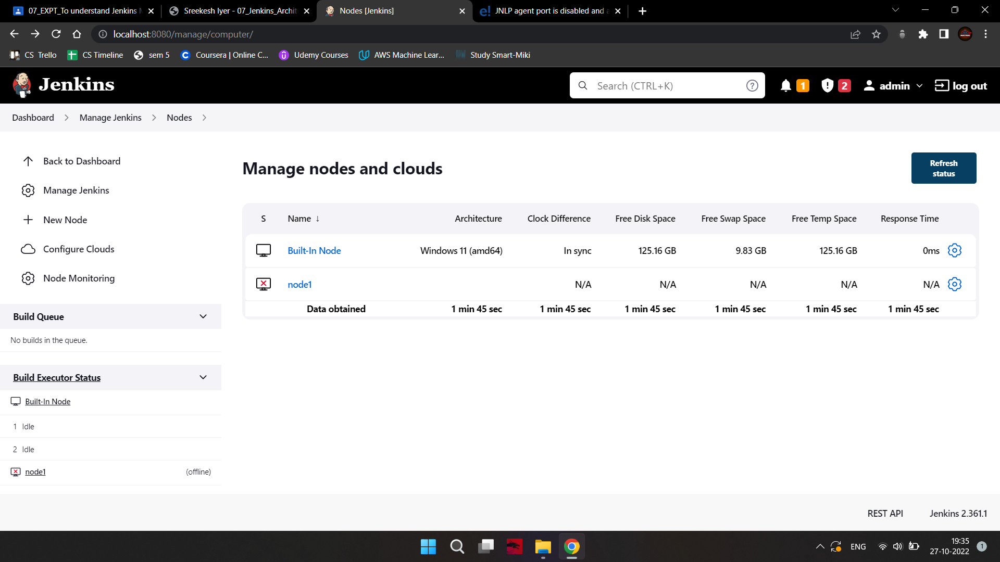 07_EXPT_To understand Jenkins
Sreekesh Iyer - 07_Jenkins_Archit
Nodes [Jenkins]
e! JNLP agent port is disabled and a
localhost:8080/manage/computer/
CS Trello
CS Timeline
sem 5
Coursera | Online C...
Udemy Courses
AWS Machine Lear...
Study Smart-Miki
Jenkins
Search (CTRL+K)
1
2
admin
log out
Dashboard
Manage Jenkins
Nodes
Back to Dashboard
Manage Jenkins
New Node
Configure Clouds
Node Monitoring
Build Queue
No builds in the queue.
Build Executor Status
Built-In Node
1 Idle
2 Idle
node1 (offline)
Manage nodes and clouds
Refresh
status
S Name ↓ Architecture Clock Difference Free Disk Space Free Swap Space Free Temp Space Response Time
Built-In Node Windows 11 (amd64) In sync 125.16 GB 9.83 GB 125.16 GB 0ms
node1 N/A N/A N/A N/A N/A
Data obtained 1 min 45 sec 1 min 45 sec 1 min 45 sec 1 min 45 sec 1 min 45 sec 1 min 45 sec
REST API
Jenkins 2.361.1
ENG
19:35
27-10-2022
1